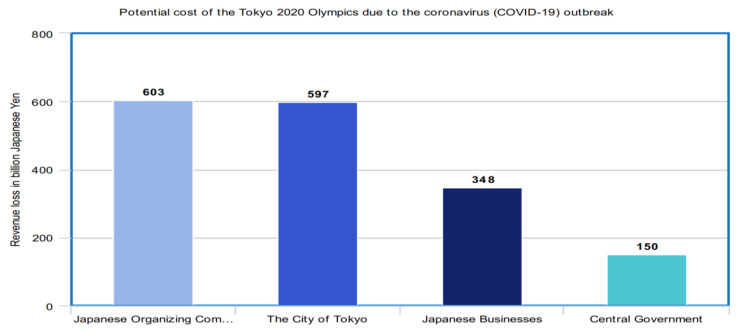 Potential cost of the Tokyo 2020 Olympics due to the coronavirus (COVID-19) outbreak
Revenue loss in billion Japanese Yen
800
600
400
200
0
603
597
348
150
Japanese Organizing Com...
The City of Tokyo
Japanese Businesses
Central Government